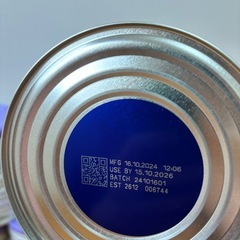 MFG 16.10.2024 12:06
USE BY 15.10.2026
BATCH 24101601
EST 2612 006744